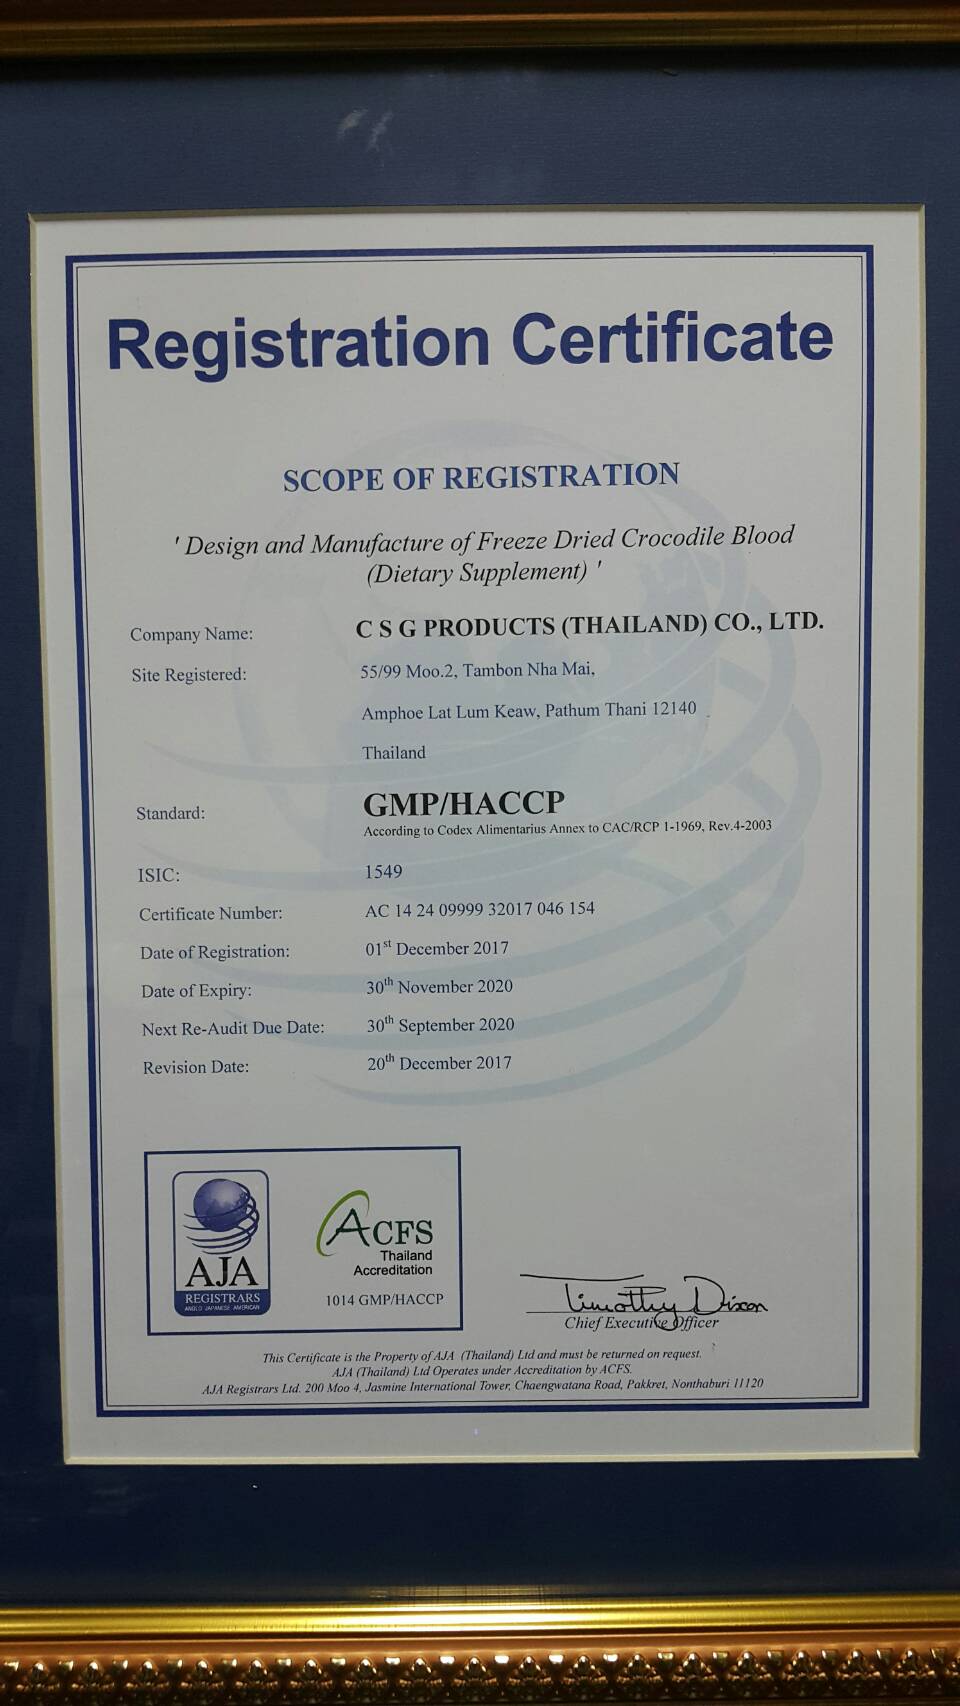 Registration Certificate
SCOPE OF REGISTRATION
' Design and Manufacture of Freeze Dried Crocodile Blood
(Dietary Supplement) '
Company Name: C S G PRODUCTS (THAILAND) CO., LTD.
Site Registered: 55/99 Moo.2, Tambon Nha Mai,
Amphoe Lat Lum Keaw, Pathum Thani 12140
Thailand
Standard: GMP/HACCP
According to Codex Alimentarius Annex to CAC/RCP 1-1969, Rev.4-2003
ISIC: 1549
Certificate Number: AC 14 24 09999 32017 046 154
Date of Registration: 01st December 2017
Date of Expiry: 30th November 2020
Next Re-Audit Due Date: 30th September 2020
Revision Date: 20th December 2017
AJA
REGISTRARS
ANGLO JAPANESE AMERICAN
ACFS
Thailand
Accreditation
1014 GMP/HACCP
Timothy Dixon
Chief Executive Officer
This Certificate is the Property of AJA (Thailand) Ltd and must be returned on request.
AJA (Thailand) Ltd Operates under Accreditation by ACFS.
AJA Registrars Ltd. 200 Moo 4, Jasmine International Tower, Chaengwatana Road, Pakkret, Nonthaburi 11120